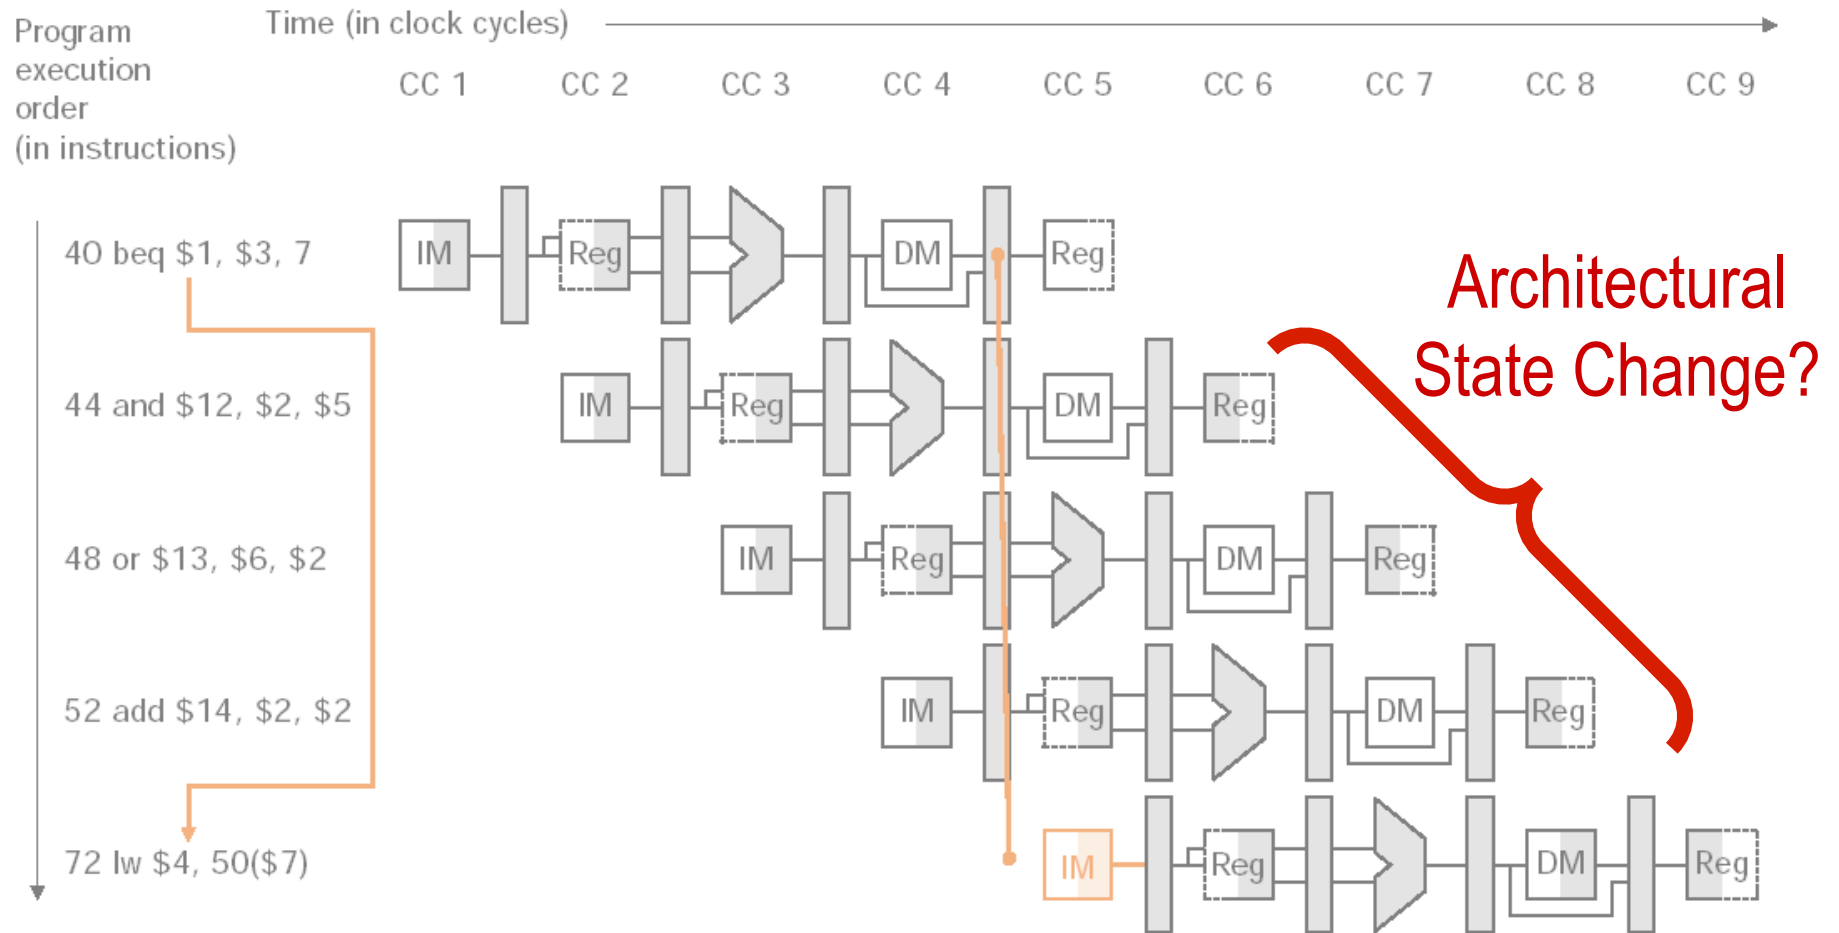 Program
execution
order
(in instructions)
Time (in clock cycles)
CC 1 CC 2 CC 3 CC 4 CC 5 CC 6 CC 7 CC 8 CC 9
40 beq $1, $3, 7
IM Reg DM Reg
Architectural
State Change?
44 and $12, $2, $5
IM Reg DM Reg
48 or $13, $6, $2
IM Reg DM Reg
52 add $14, $2, $2
IM Reg DM Reg
72 lw $4, 50($7)
IM Reg DM Reg